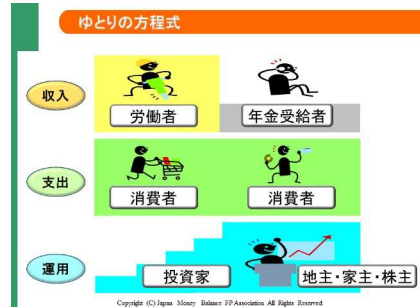 ゆとりの方程式
収入
労働者
年金受給者
支出
消費者
消費者
運用
投資家
地主・家主・株主
Copyright (C) Japan Money Balance FP Association All Rights Reserved